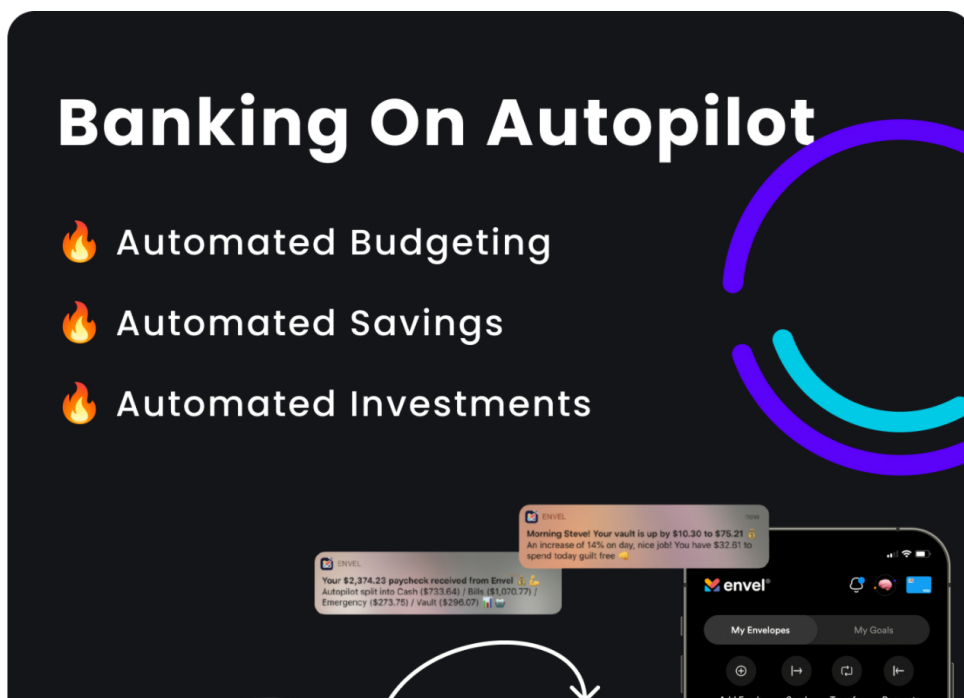 Banking On Autopilot
🔥 Automated Budgeting
🔥 Automated Savings
🔥 Automated Investments
ENVEL
now
Morning Steve! Your vault is up by $10.30 to $75.21 💰
An increase of 14% on day, nice job! You have $32.61 to
spend today guilt free
ENVEL
Your $2,374.23 paycheck received from Envel 💰 💪
Autopilot split into Cash ($733.64) / Bills ($1,070.77) /
Emergency ($273.75) / Vault ($296.07)
envel®
My Envelopes
My Goals